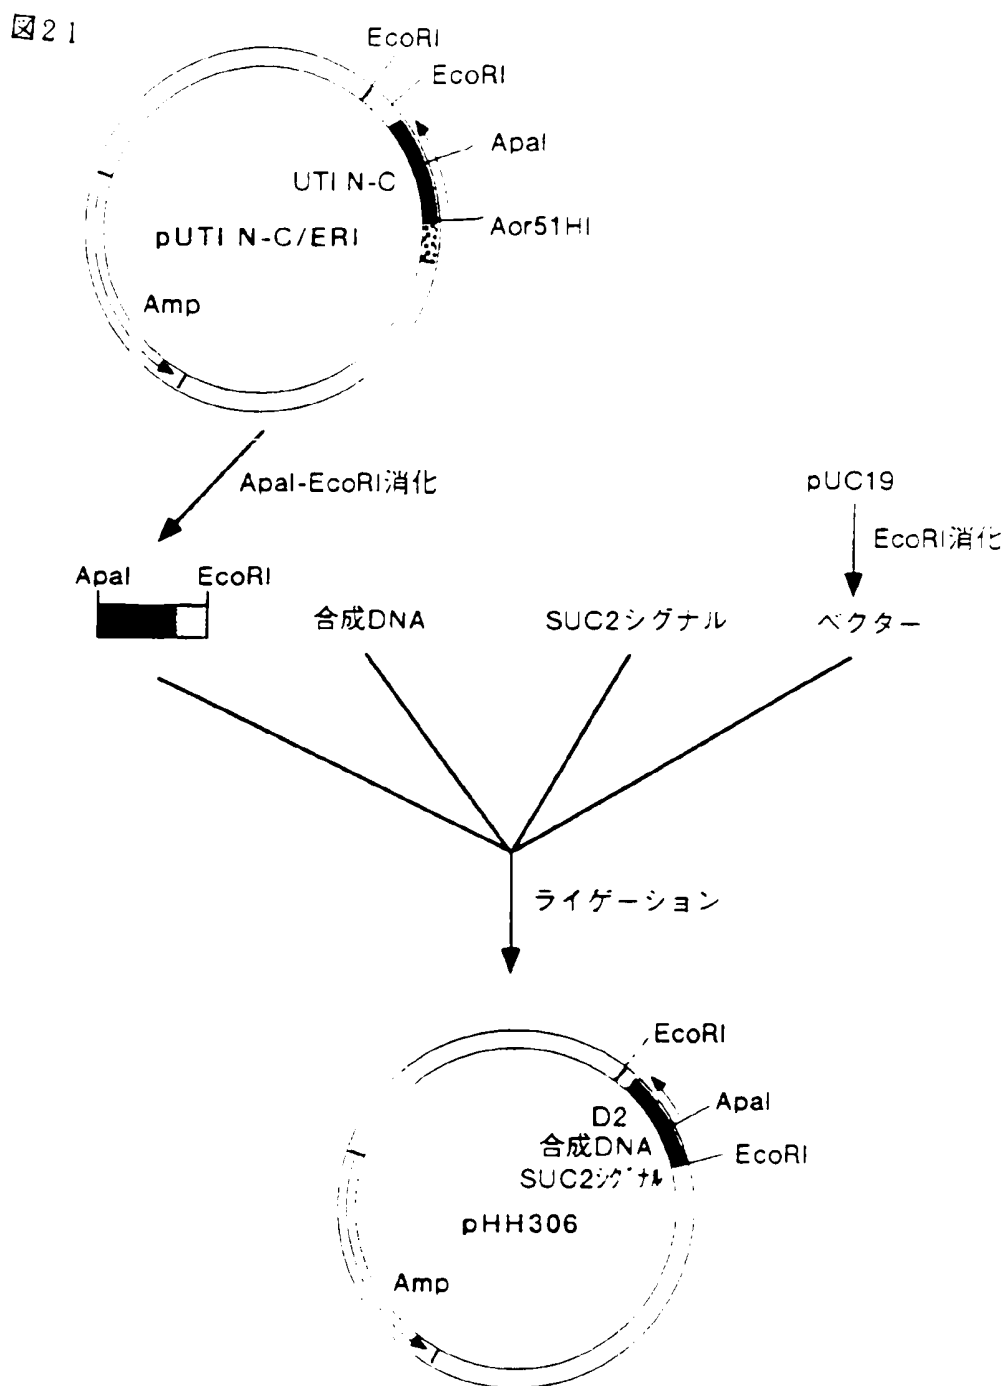 図21
EcoRI
EcoRI
ApaI
UTI N-C
Aor51HI
pUTI N-C/ERI
Amp
ApaI-EcoRI消化
pUC19
EcoRI消化
ApaI
EcoRI
合成DNA
SUC2シグナル
ベクター
ライゲーション
EcoRI
D2
ApaI
合成DNA
EcoRI
SUC2シグナル
pHH306
Amp